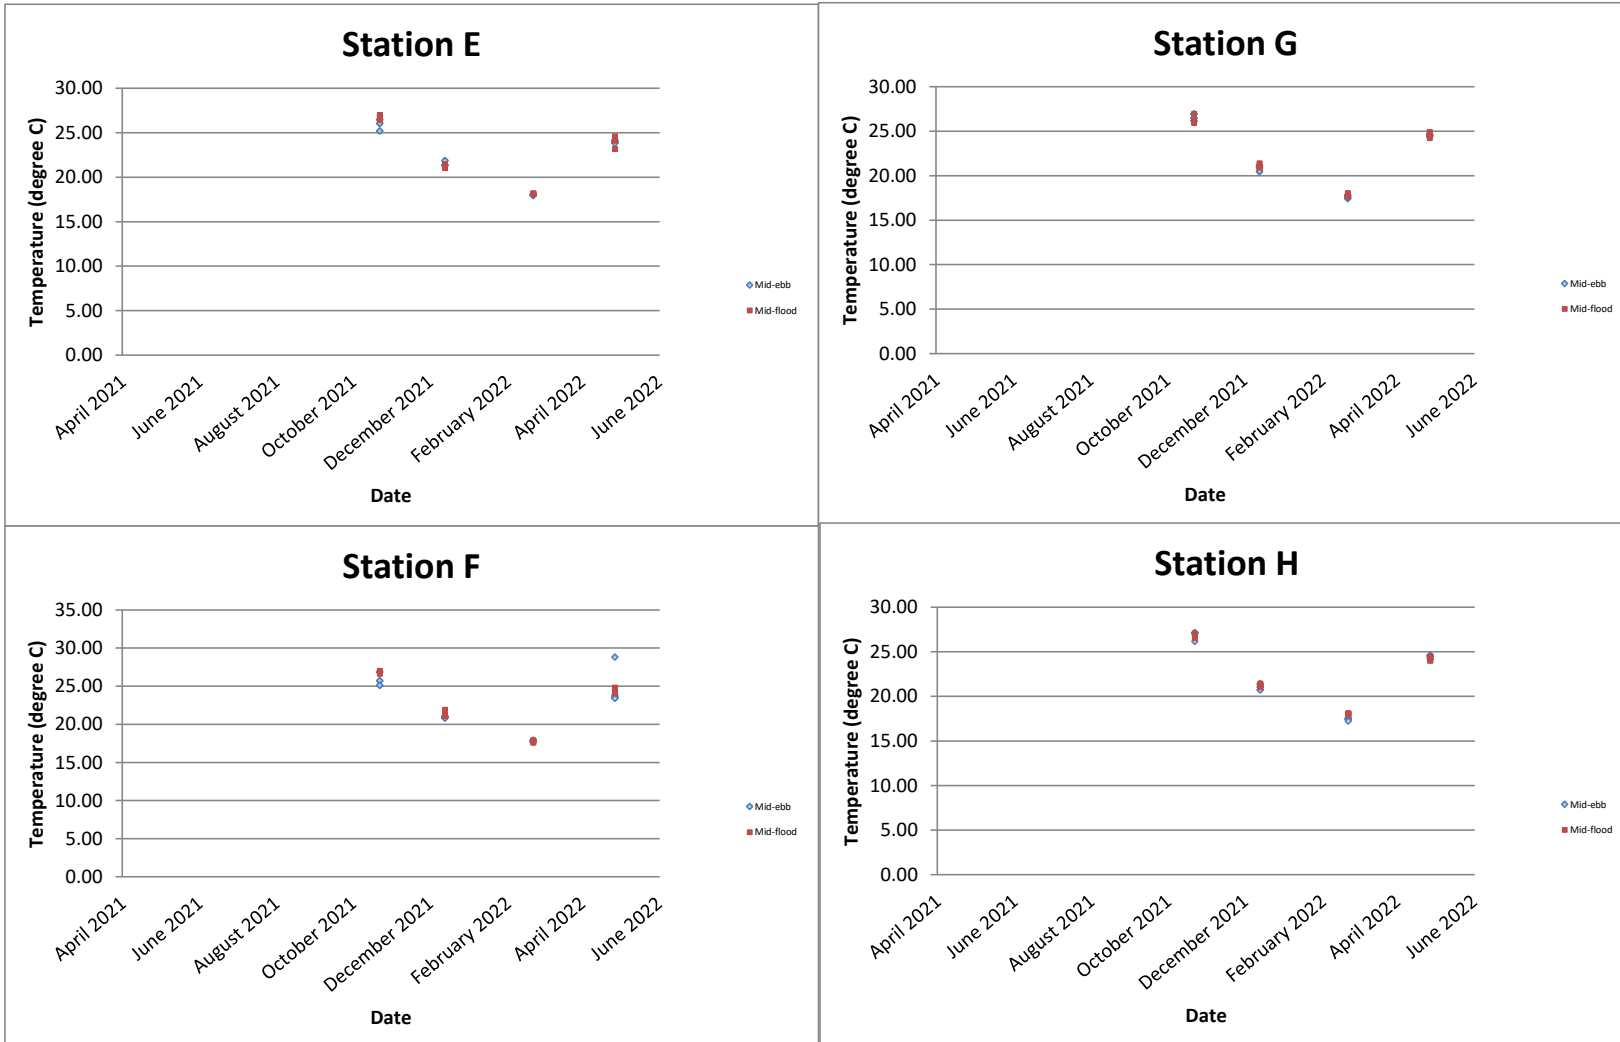 Station E
Temperature (degree C)
30.00
25.00
20.00
15.00
10.00
5.00
0.00
April 2021
June 2021
August 2021
October 2021
December 2021
February 2022
April 2022
June 2022
Date
Mid-ebb
Mid-flood
Station G
Temperature (degree C)
30.00
25.00
20.00
15.00
10.00
5.00
0.00
April 2021
June 2021
August 2021
October 2021
December 2021
February 2022
April 2022
June 2022
Date
Mid-ebb
Mid-flood
Station F
Temperature (degree C)
35.00
30.00
25.00
20.00
15.00
10.00
5.00
0.00
April 2021
June 2021
August 2021
October 2021
December 2021
February 2022
April 2022
June 2022
Date
Mid-ebb
Mid-flood
Station H
Temperature (degree C)
30.00
25.00
20.00
15.00
10.00
5.00
0.00
April 2021
June 2021
August 2021
October 2021
December 2021
February 2022
April 2022
June 2022
Date
Mid-ebb
Mid-flood